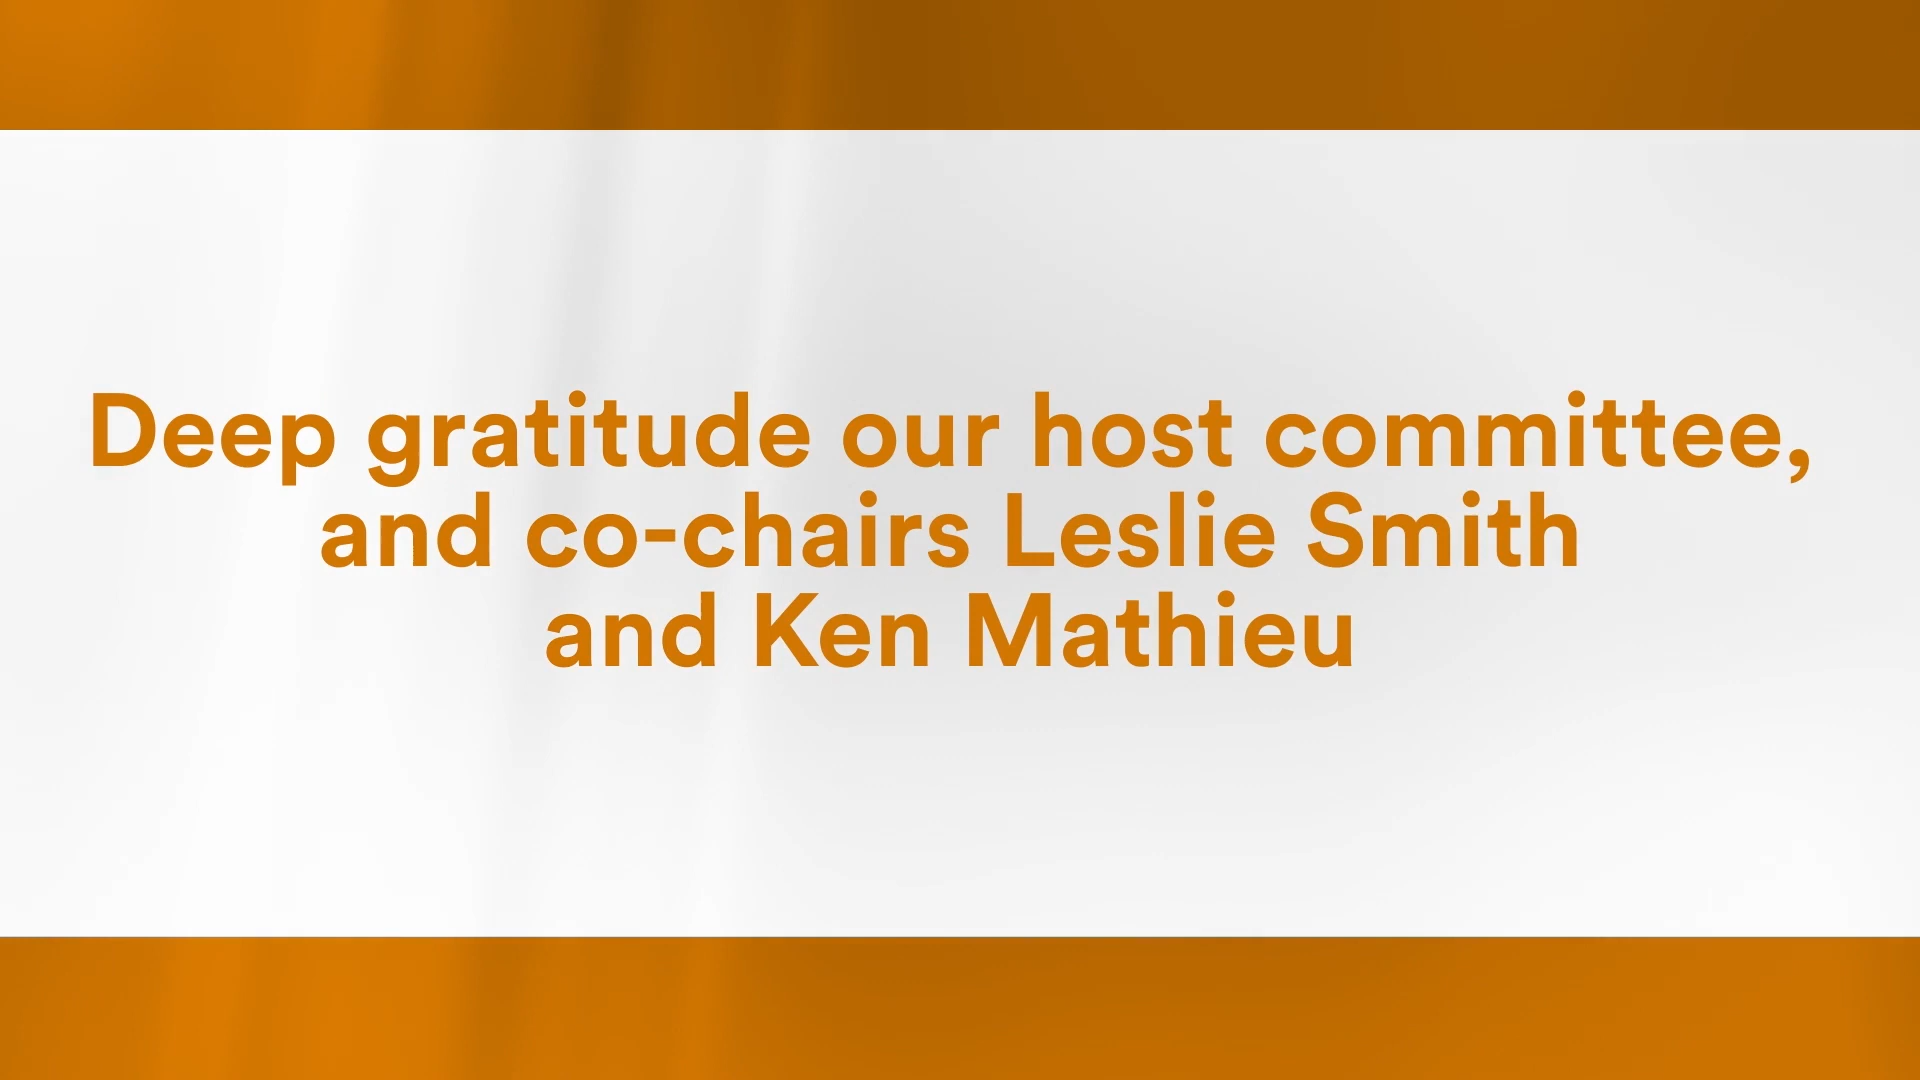 Deep gratitude our host committee,
and co-chairs Leslie Smith
and Ken Mathieu